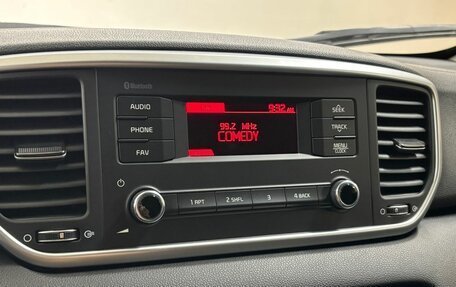 Bluetooth
AUDIO
PHONE
FAV
9:32
99.2 MHz
COMEDY
SEEK
TRACK
MENU
CLOCK
1 RPT
2 SHFL
3
4 BACK